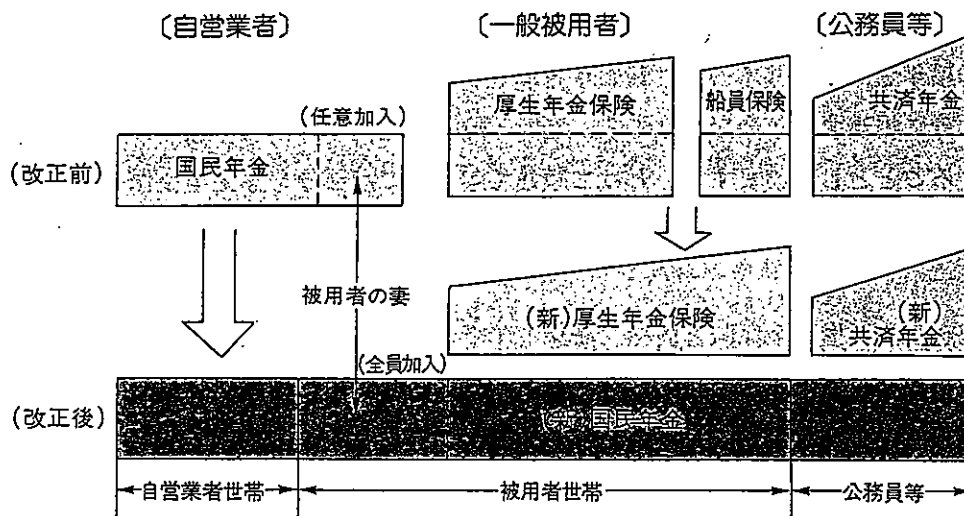 〔自営業者〕
〔一般被用者〕
〔公務員等〕
(任意加入)
厚生年金保険
船員保険
共済年金
(改正前)
国民年金
被用者の妻
(新)厚生年金保険
(新)
共済年金
(全員加入)
(改正後)
(新)国民年金
自営業者世帯
被用者世帯
公務員等